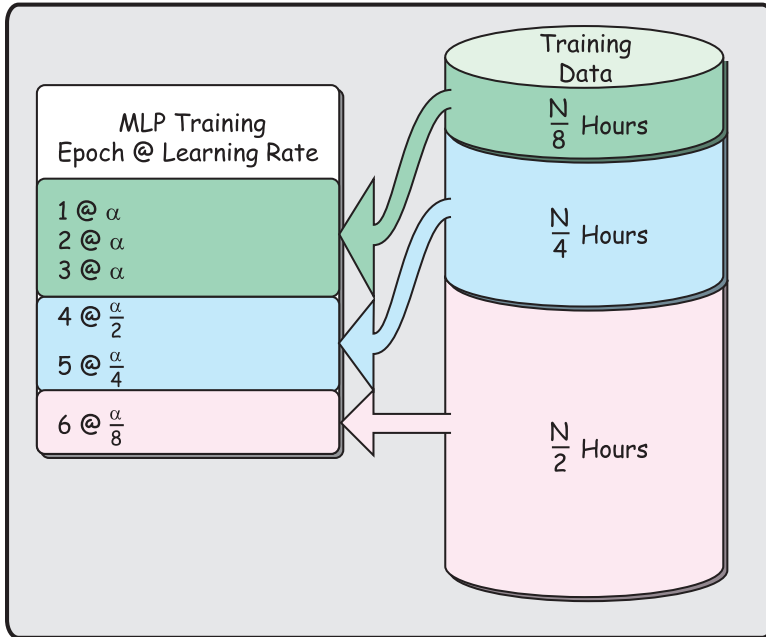 MLP Training
Epoch @ Learning Rate
1 @ α
2 @ α
3 @ α
4 @ α/2
5 @ α/4
6 @ α/8
Training
Data
N/8 Hours
N/4 Hours
N/2 Hours